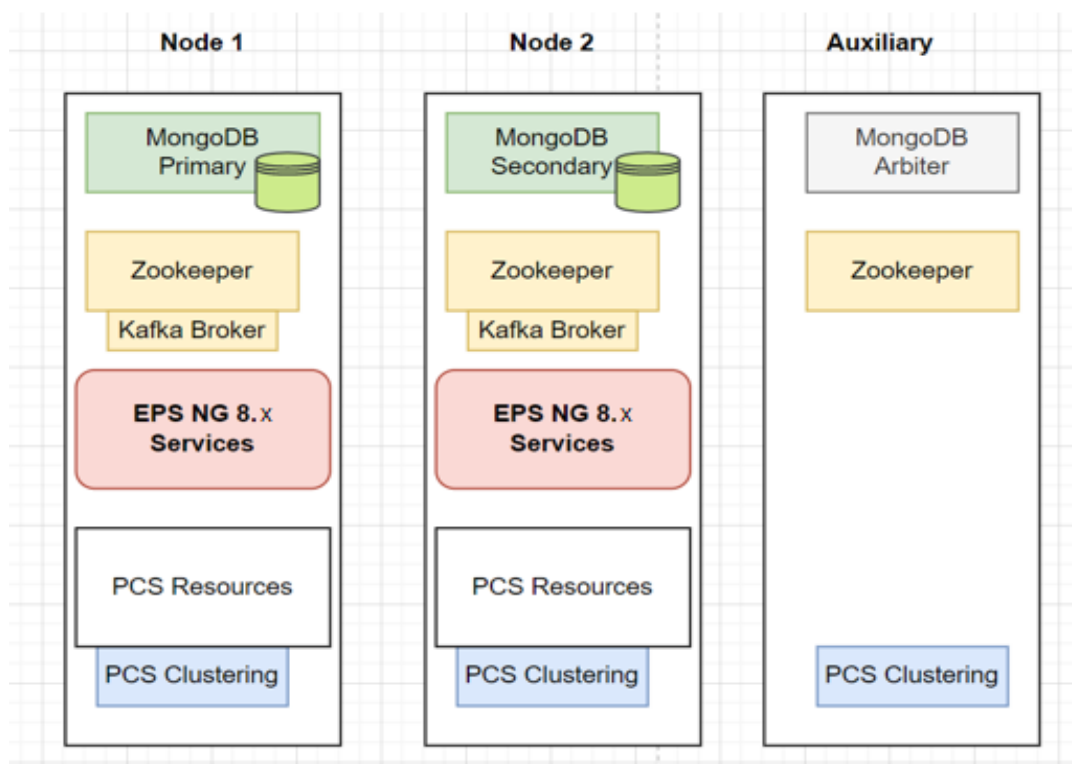 Node 1
Node 2
Auxiliary
MongoDB
Primary
MongoDB
Secondary
MongoDB
Arbiter
Zookeeper
Zookeeper
Zookeeper
Kafka Broker
Kafka Broker
EPS NG 8.x
Services
EPS NG 8.x
Services
PCS Resources
PCS Resources
PCS Clustering
PCS Clustering
PCS Clustering